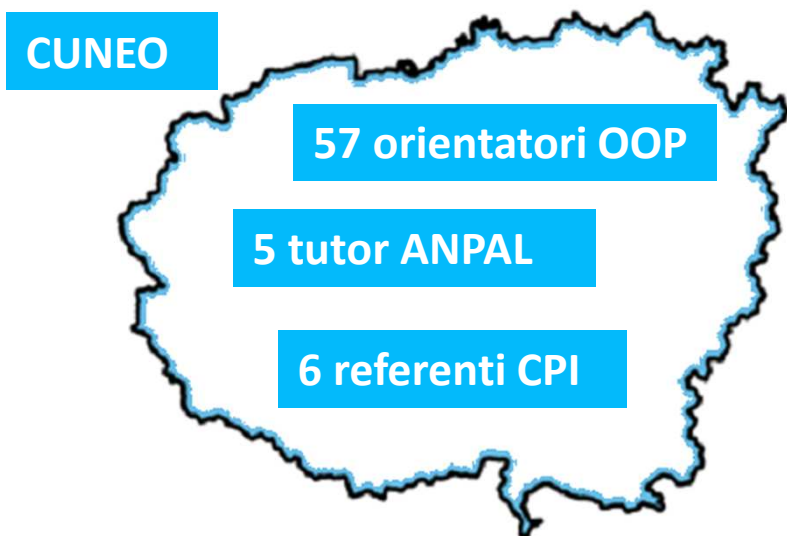 CUNEO
57 orientatori OOP
5 tutor ANPAL
6 referenti CPI